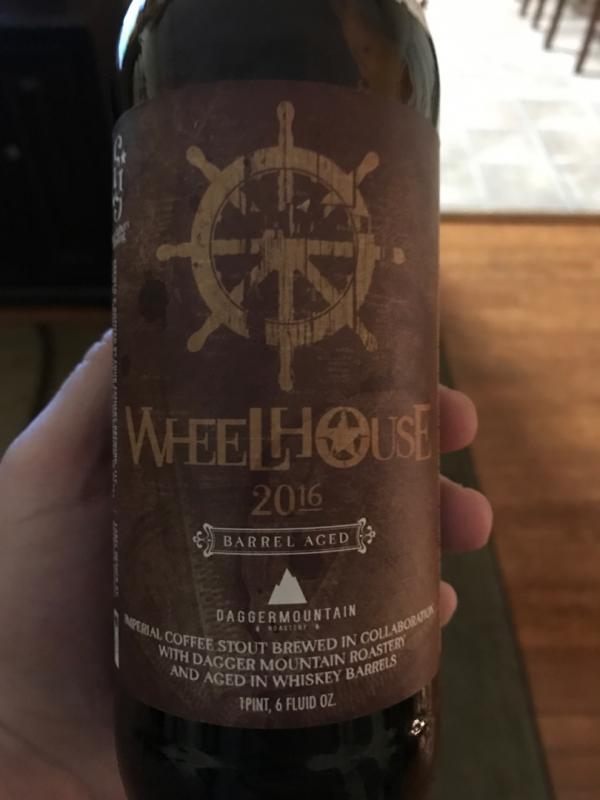 WHEELHOUSE
2016
BARREL AGED
DAGGERMOUNTAIN
ROASTERY
IMPERIAL COFFEE STOUT BREWED IN COLLABORATION
WITH DAGGER MOUNTAIN ROASTERY
AND AGED IN WHISKEY BARRELS
1 PINT, 6 FLUID OZ.